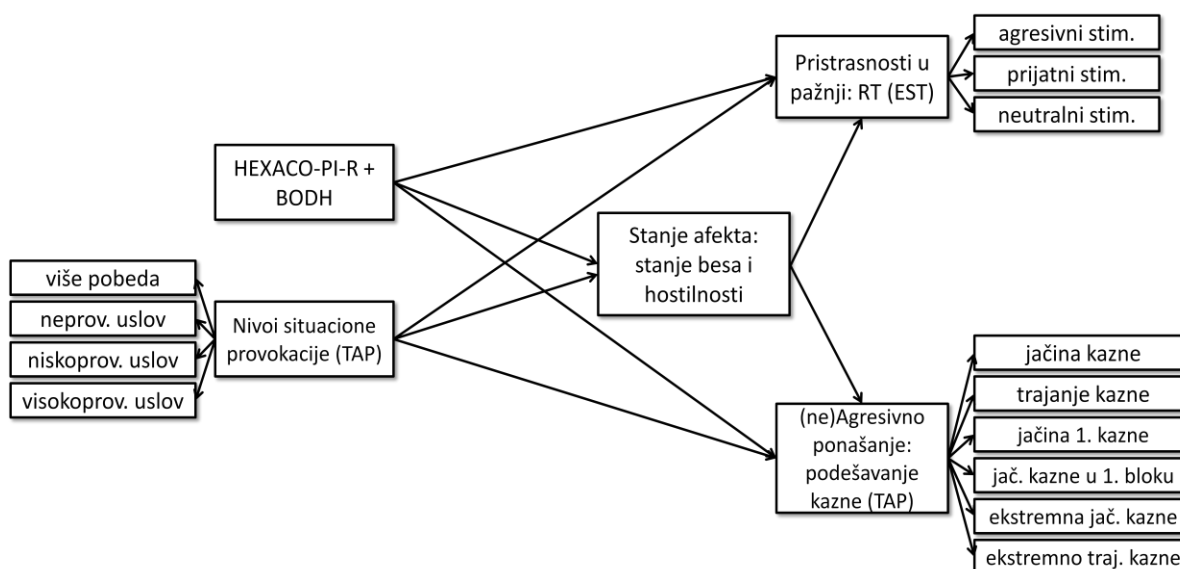 HEXACO-PI-R +
BODH
više pobeda
neprov. uslov
niskoprov. uslov
visokoprov. uslov
Nivoi situacione
provokacije (TAP)
Stanje afekta:
stanje besa i
hostilnosti
Pristrasnosti u
pažnji: RT (EST)
agresivni stim.
prijatni stim.
neutralni stim.
(ne)Agresivno
ponašanje:
podešavanje
kazne (TAP)
jačina kazne
trajanje kazne
jačina 1. kazne
jač. kazne u 1. bloku
ekstremna jač. kazne
ekstremno traj. kazne